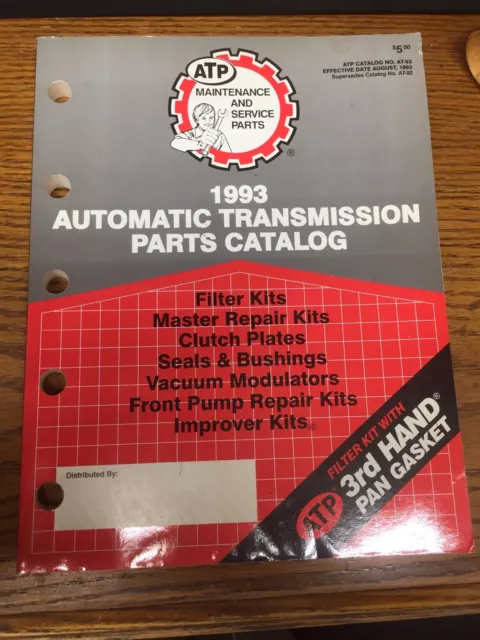 $5.00
ATP CATALOG NO. AT-93
EFFECTIVE DATE AUGUST, 1993
Supersedes Catalog No. AT-92
ATP
MAINTENANCE
AND
SERVICE
PARTS
®
1993
AUTOMATIC TRANSMISSION
PARTS CATALOG
Filter Kits
Master Repair Kits
Clutch Plates
Seals & Bushings
Vacuum Modulators
Front Pump Repair Kits
Improver Kits®
Distributed By:
FILTER KIT WITH
ATP 3rd HAND®
PAN GASKET